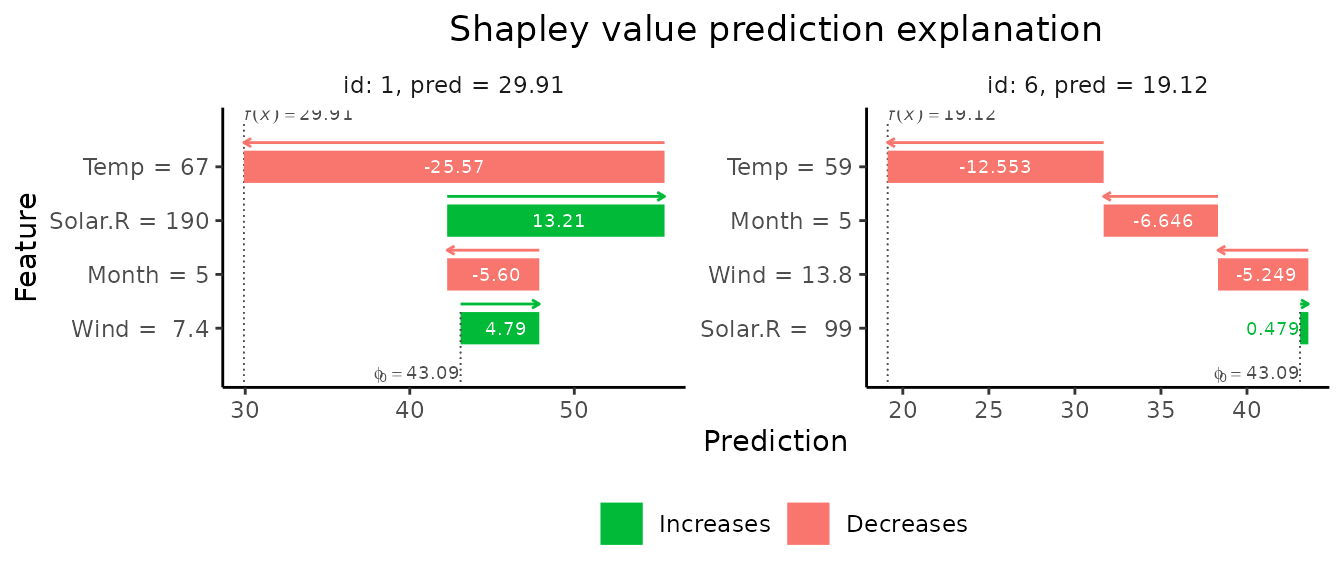 Shapley value prediction explanation
id: 1, pred = 29.91
f(x) = 29.91
Temp = 67
-25.57
Solar.R = 190
13.21
Month = 5
-5.60
Wind =  7.4
4.79
ϕ0 = 43.09
30 40 50
id: 6, pred = 19.12
f(x) = 19.12
Temp = 59
-12.553
Month = 5
-6.646
Wind = 13.8
-5.249
Solar.R =  99
0.479
ϕ0 = 43.09
20 25 30 35 40
Feature
Prediction
Increases
Decreases